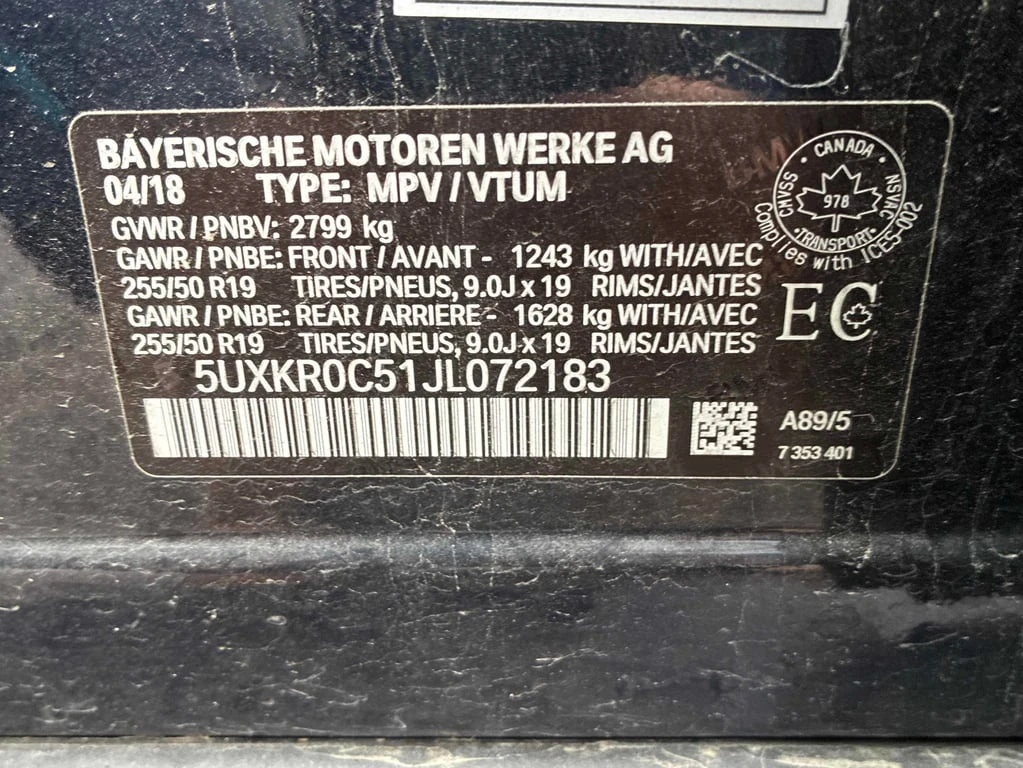 BAYERISCHE MOTOREN WERKE AG
04/18 TYPE: MPV / VTUM
GVWR / PNBV: 2799 kg
GAWR / PNBE: FRONT / AVANT - 1243 kg WITH/AVEC
255/50 R19 TIRES/PNEUS, 9.0J x 19 RIMS/JANTES
GAWR / PNBE: REAR / ARRIERE - 1628 kg WITH/AVEC
255/50 R19 TIRES/PNEUS, 9.0J x 19 RIMS/JANTES
5UXKR0C51JL072183
CANADA
CMVSS
NSVAC
978
TRANSPORT
Complies with ICES-002
EC
A89/5
7 353 401